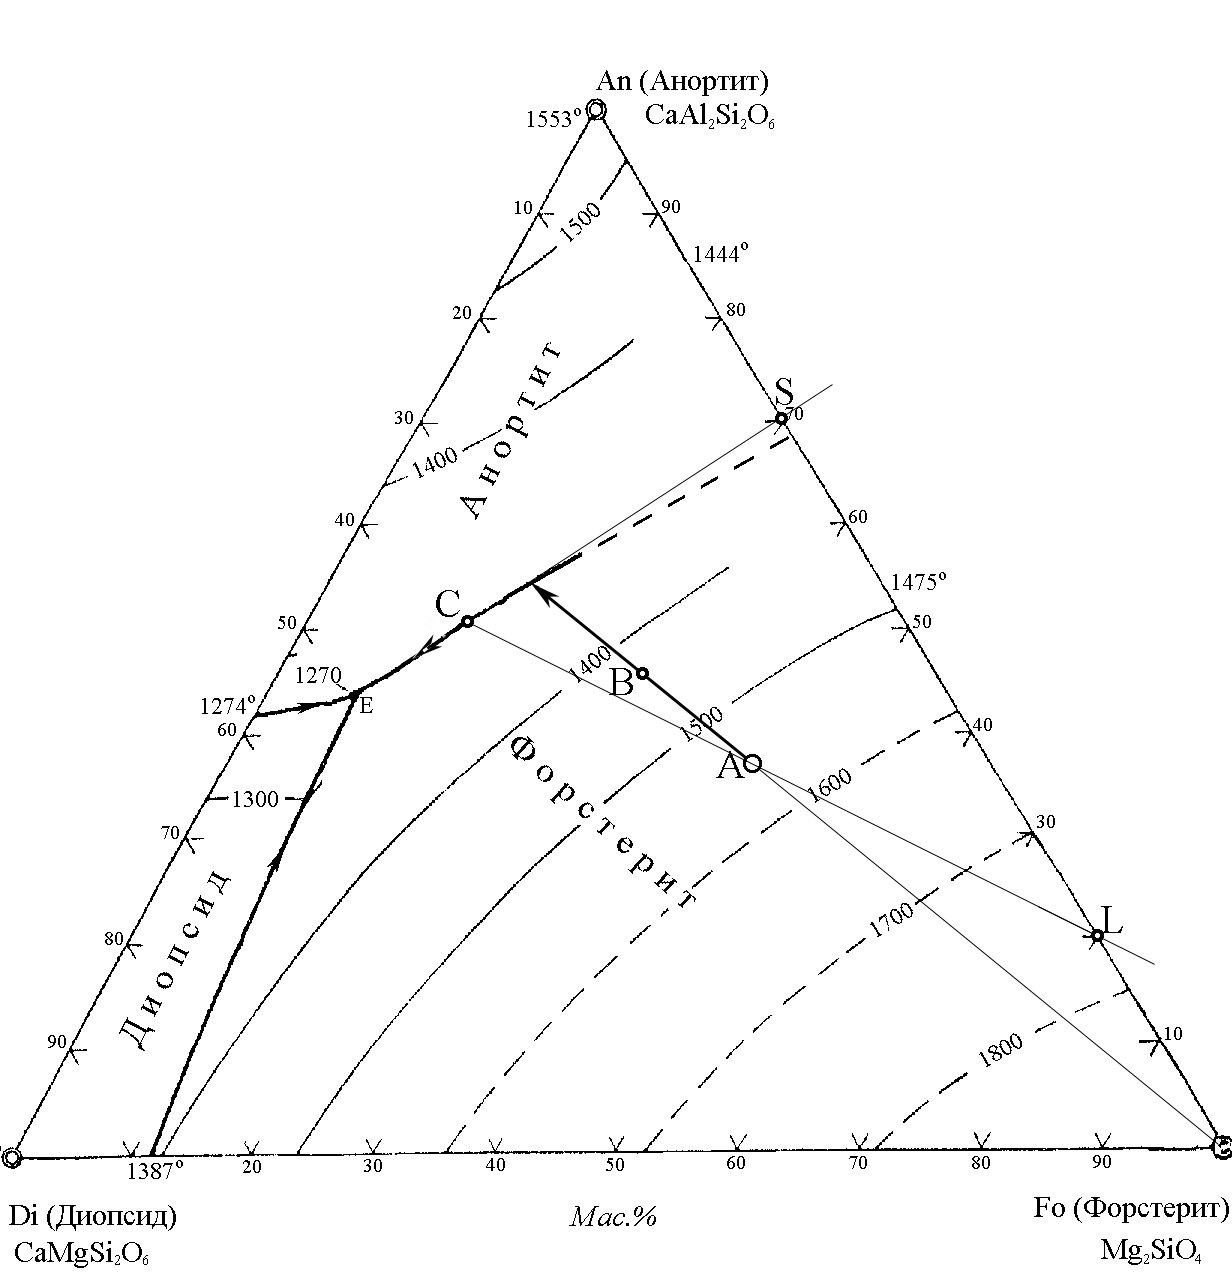 An (Анортит)
1553°
CaAl₂Si₂O₆
10
1500
90
1444°
20
80
S
30
70
1400
Анортит
40
60
1475°
C
50
50
1400
1270
B
1274°
E
60
1500
40
Форстерит
A
1600
1300
70
30
Диопсид
1700
L
80
90
1800
10
1387°
20
30
40
50
60
70
80
90
Di (Диопсид)
Мас.%
Fo (Форстерит)
CaMgSi₂O₆
Mg₂SiO₄